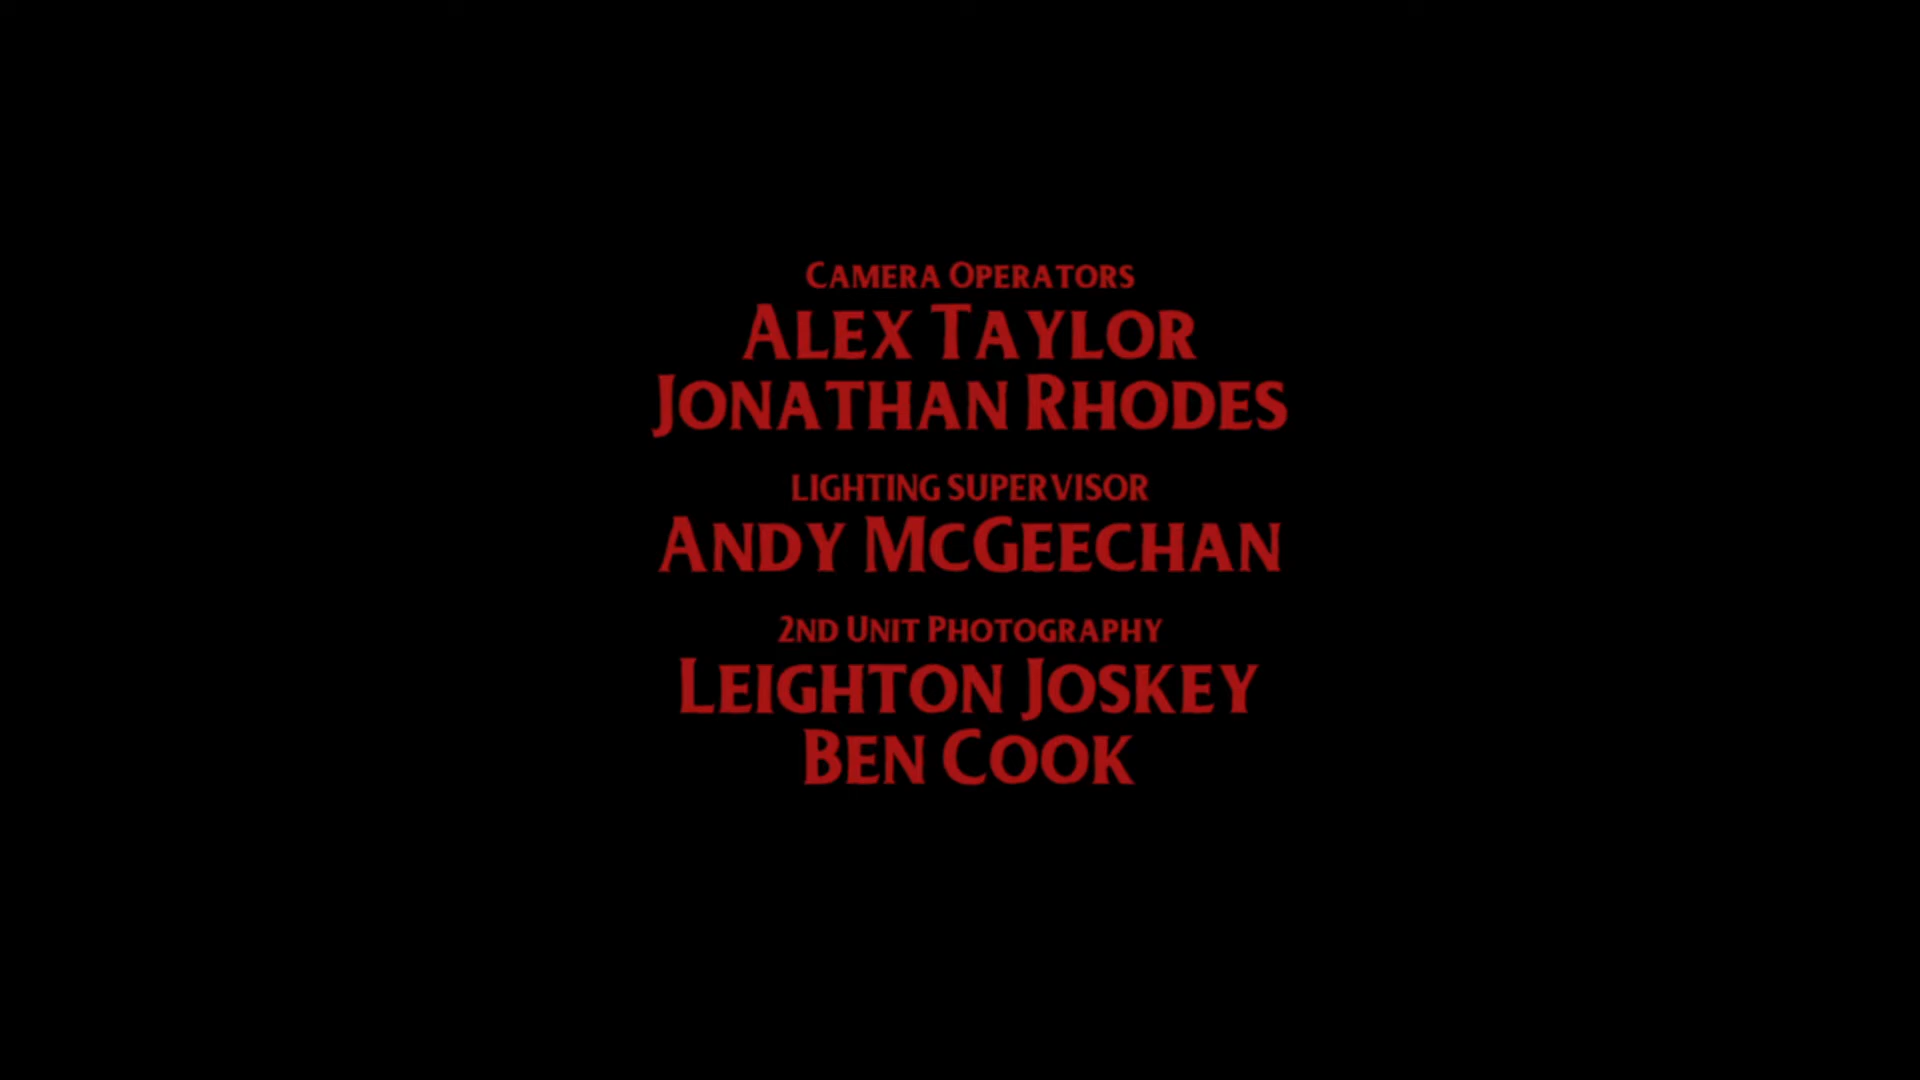 Camera Operators
Alex Taylor
Jonathan Rhodes
LIGHTING SUPERVISOR
Andy McGeechan
2nd Unit Photography
Leighton Joskey
Ben Cook